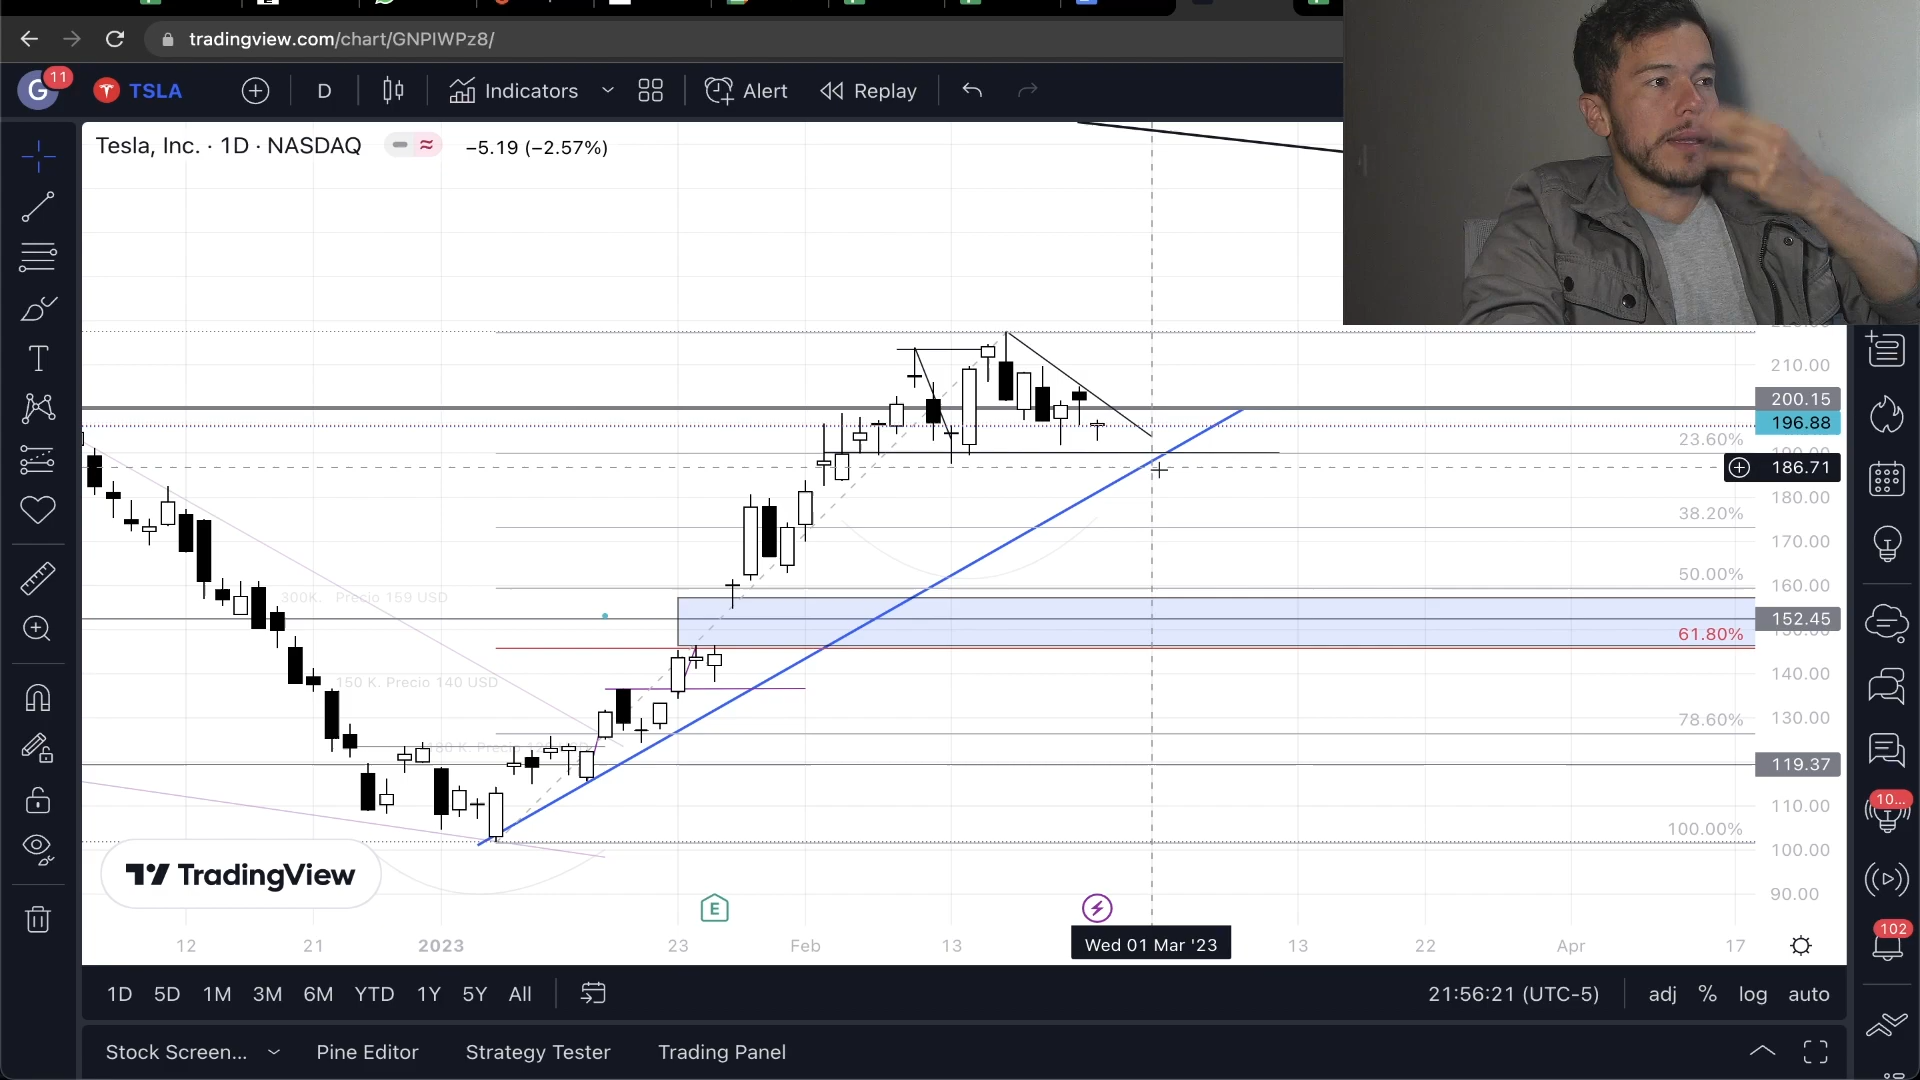 tradingview.com/chart/GNPIWPz8/
G
11
TSLA
D
Indicators
Alert
Replay
Tesla, Inc. · 1D · NASDAQ
−5.19 (−2.57%)
210.00
200.15
196.88
23.60%
186.71
180.00
38.20%
170.00
50.00%
160.00
300K. Precio 159 USD
152.45
61.80%
150 K. Precio 140 USD
140.00
78.60%
130.00
119.37
110.00
100.00%
100.00
90.00
TradingView
E
12
21
2023
23
Feb
13
Wed 01 Mar '23
13
22
Apr
17
10...
102
1D
5D
1M
3M
6M
YTD
1Y
5Y
All
21:56:21 (UTC-5)
adj
%
log
auto
Stock Screen...
Pine Editor
Strategy Tester
Trading Panel